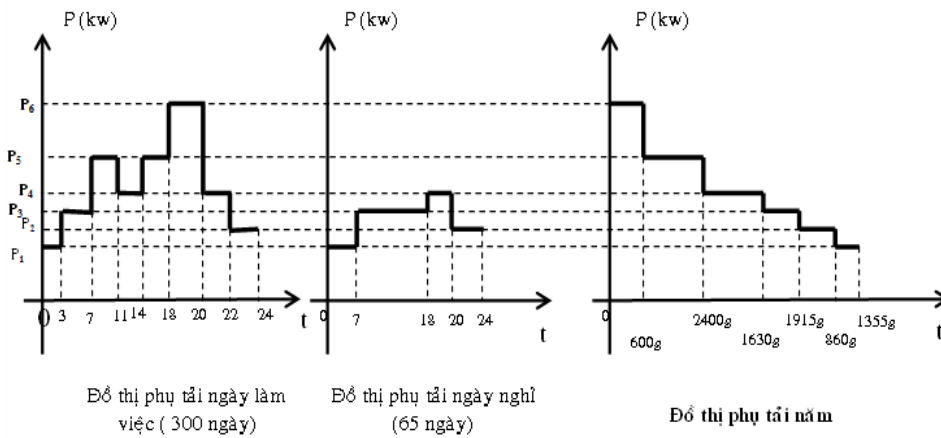 P (kw)
P (kw)
P (kw)
P₆
P₅
P₄
P₃
P₂
P₁
0 3 7 11 14 18 20 22 24 t
0 7 18 20 24 t
0 600g 2400g 1630g 1915g 860g 1355g t
Đồ thị phụ tải ngày làm
việc ( 300 ngày)
Đồ thị phụ tải ngày nghỉ
(65 ngày)
Đồ thị phụ tải năm